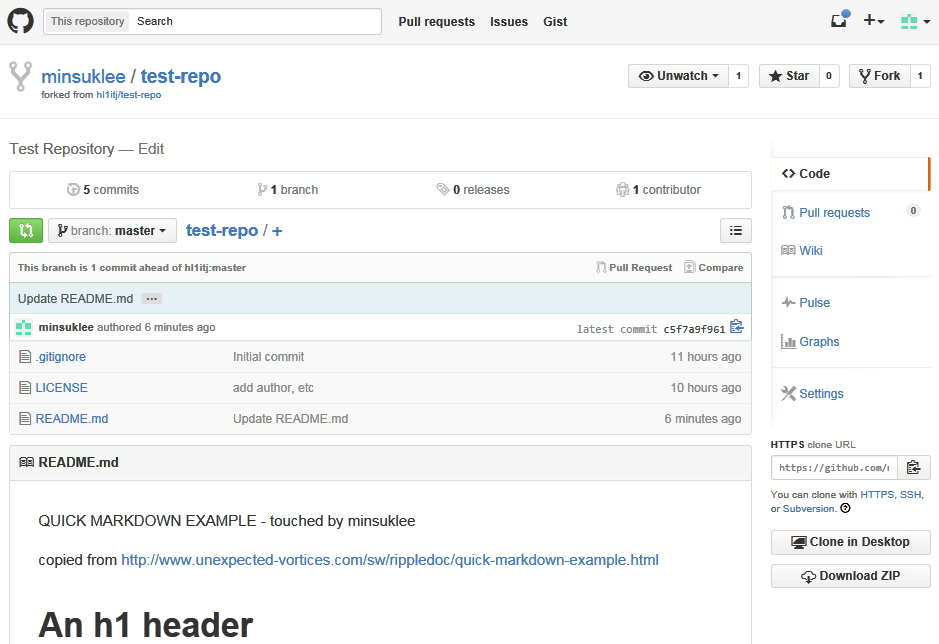 This repository Search Pull requests Issues Gist
minsuklee / test-repo Unwatch 1 Star 0 Fork 1
forked from hl1itj/test-repo
Test Repository — Edit
5 commits 1 branch 0 releases 1 contributor
branch: master test-repo / +
This branch is 1 commit ahead of hl1itj:master Pull Request Compare
Update README.md ...
minsuklee authored 6 minutes ago latest commit c5f7a9f961
.gitignore Initial commit 11 hours ago
LICENSE add author, etc 10 hours ago
README.md Update README.md 6 minutes ago
README.md
QUICK MARKDOWN EXAMPLE - touched by minsuklee
copied from http://www.unexpected-vortices.com/sw/rippledoc/quick-markdown-example.html
An h1 header
Code
Pull requests 0
Wiki
Pulse
Graphs
Settings
HTTPS clone URL
https://github.com/
You can clone with HTTPS, SSH,
or Subversion.
Clone in Desktop
Download ZIP